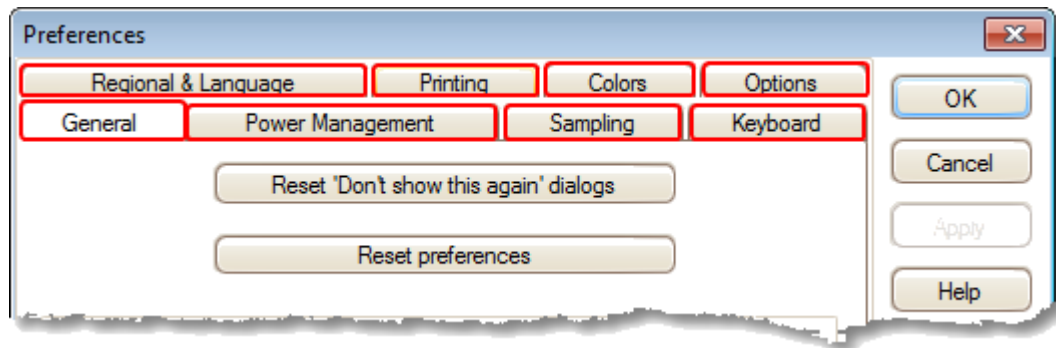 Preferences
Regional & Language Printing Colors Options
OK
General Power Management Sampling Keyboard
Reset 'Don't show this again' dialogs
Cancel
Apply
Reset preferences
Help